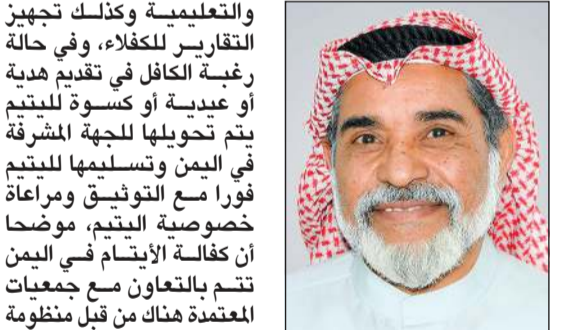 والتعليمية وكذلك تجهيز
التقارير للكفلاء، وفي حالة
رغبة الكافل في تقديم هدية
أو عيدية أو كسوة لليتيم
يتم تحويلها للجهة المشرفة
في اليمن وتسليمها لليتيم
فورا مع التوثيق ومراعاة
خصوصية اليتيم، موضحا
أن كفالة الأيتام في اليمن
تتم بالتعاون مع جمعيات
المعتمدة هناك من قبل منظومة